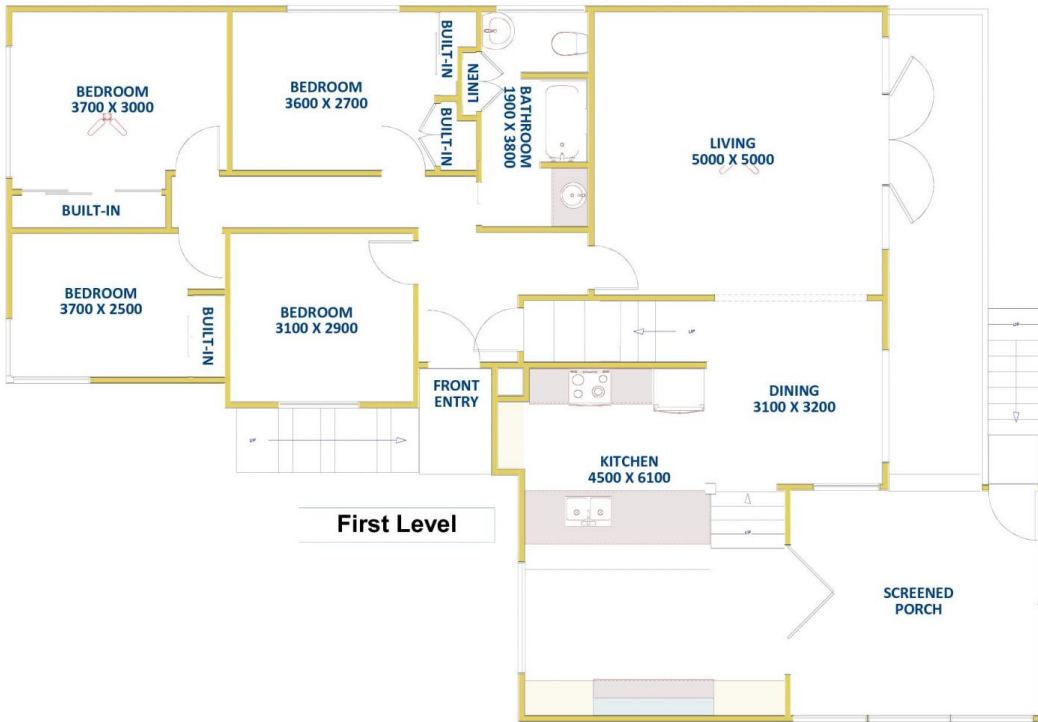 BEDROOM
3700 X 3000
BUILT-IN
BEDROOM
3600 X 2700
BUILT-IN
BUILT-IN
LINEN
BATHROOM
1900 X 3800
LIVING
5000 X 5000
BEDROOM
3700 X 2500
BUILT-IN
BEDROOM
3100 X 2900
UP
FRONT
ENTRY
UP
DINING
3100 X 3200
KITCHEN
4500 X 6100
UP
UP
First Level
SCREENED
PORCH